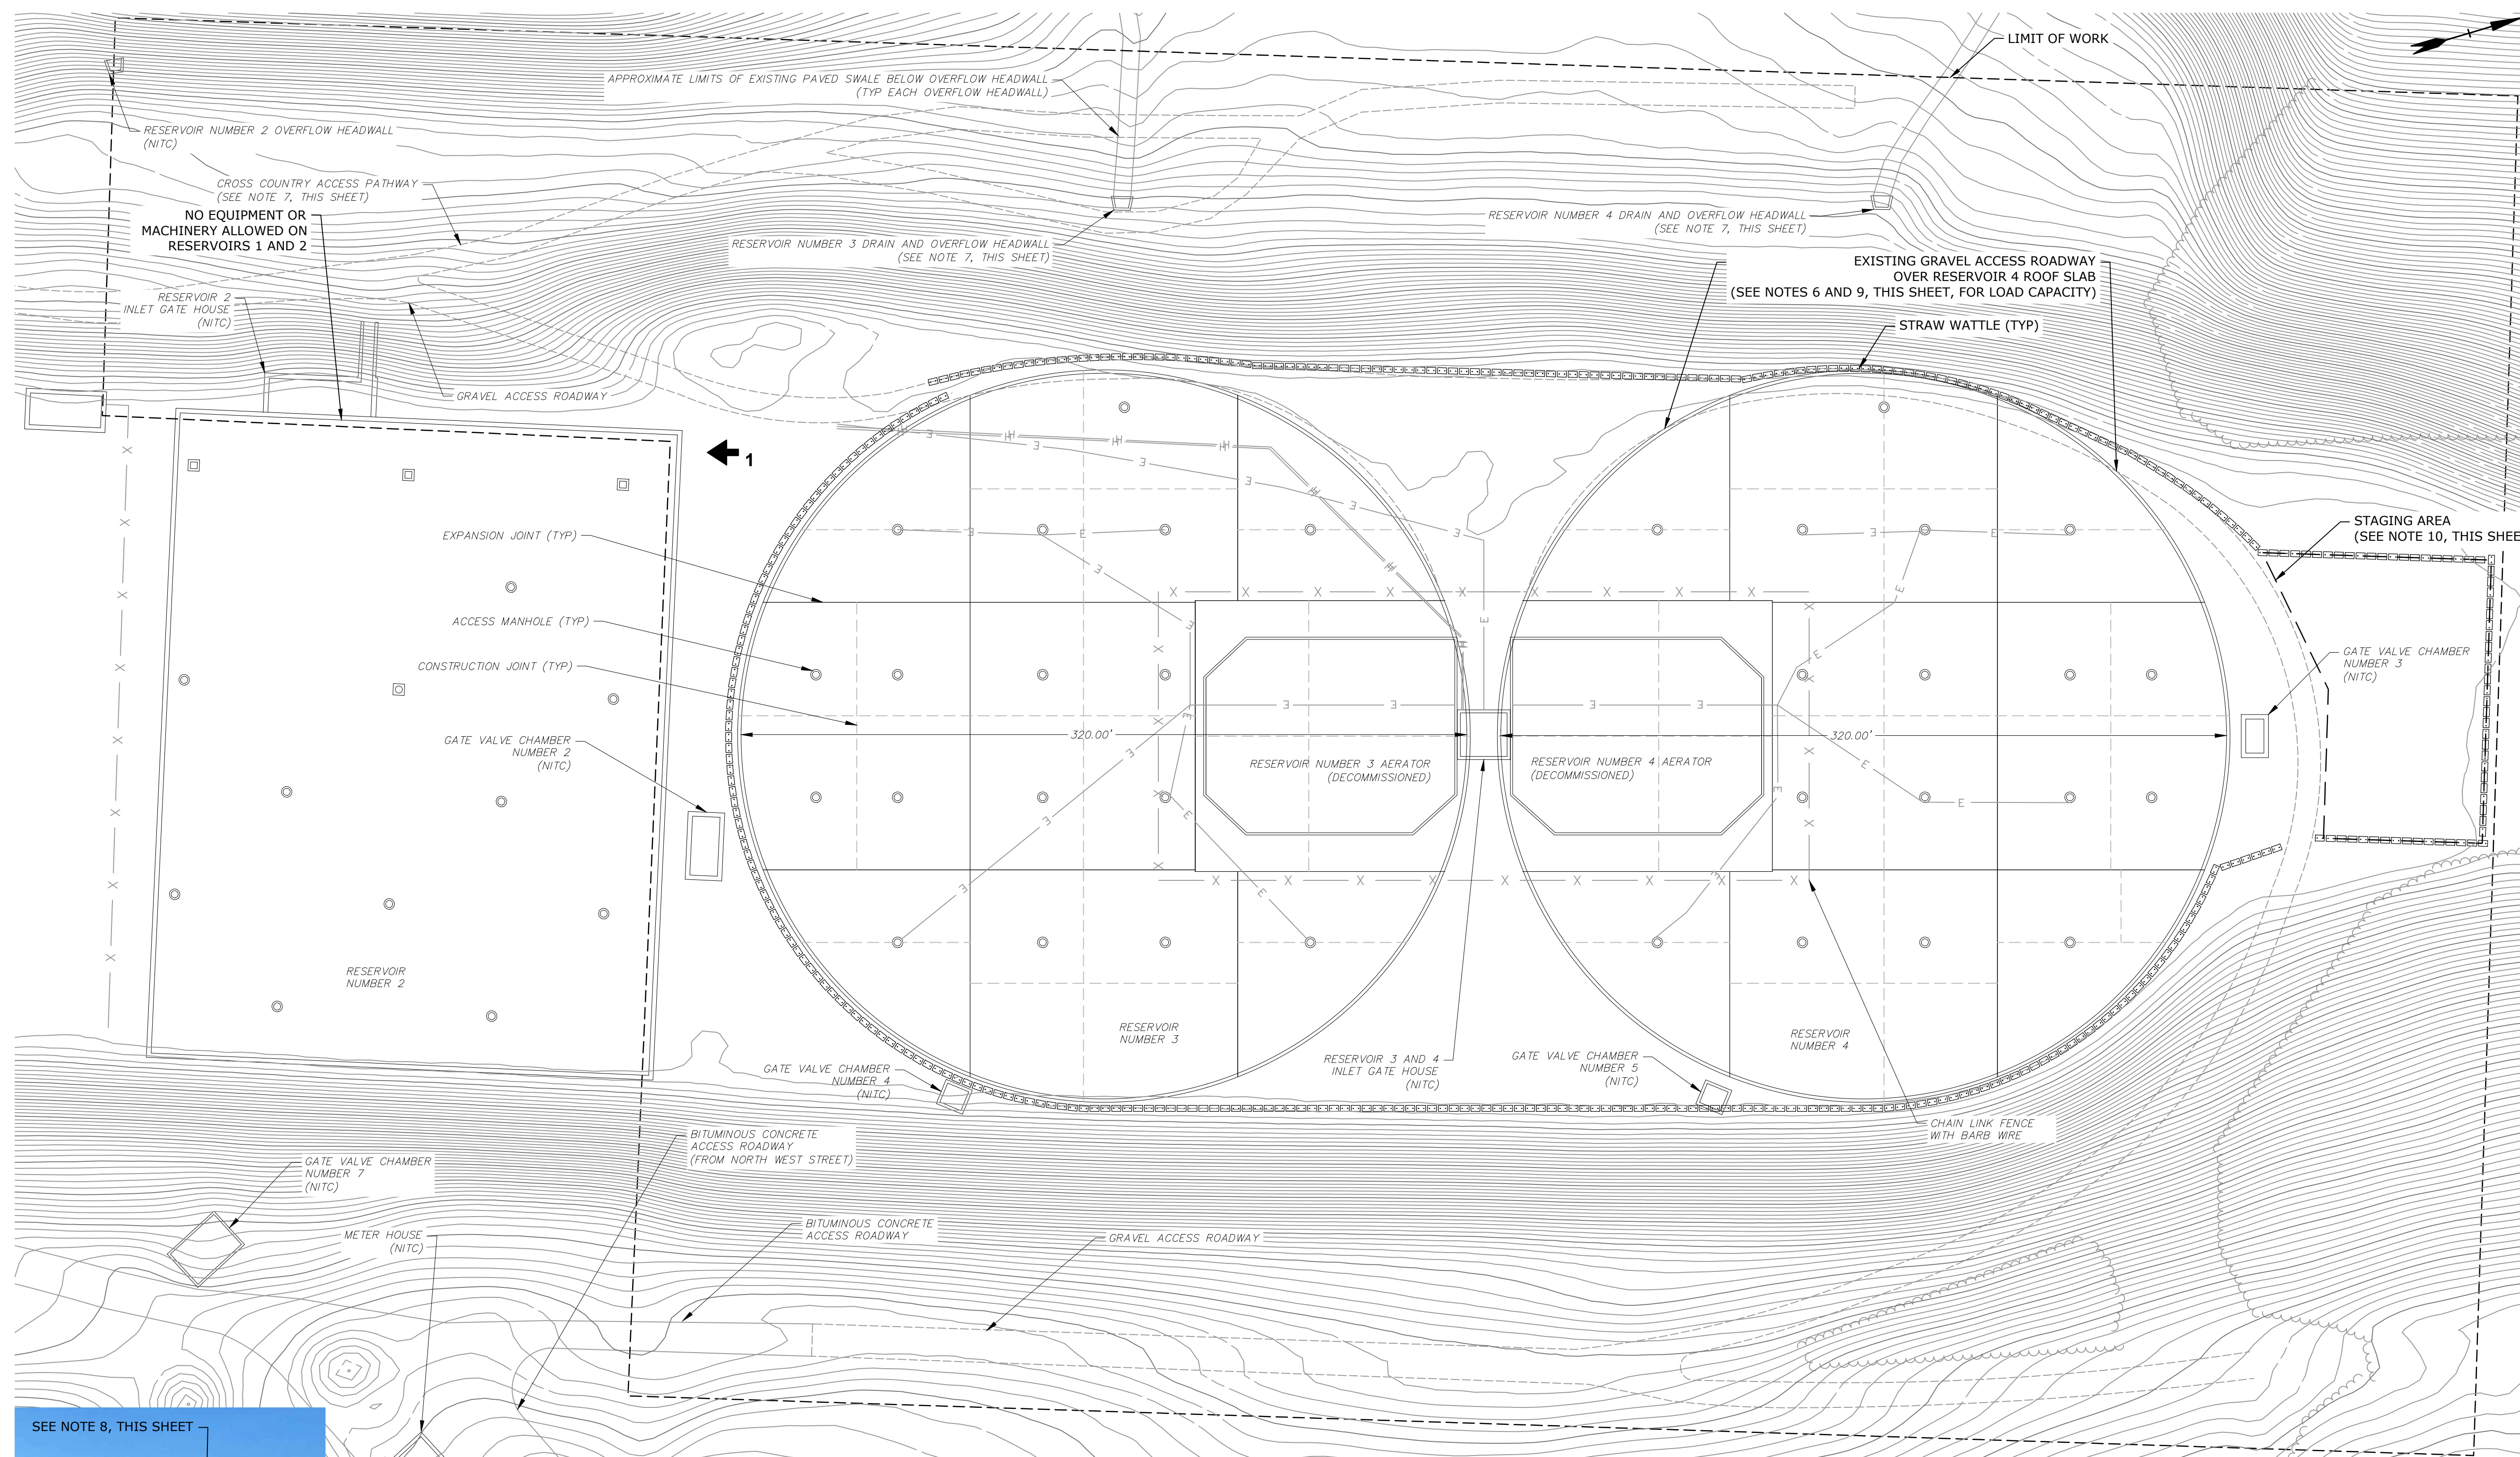 LIMIT OF WORK
APPROXIMATE LIMITS OF EXISTING PAVED SWALE BELOW OVERFLOW HEADWALL
(TYP EACH OVERFLOW HEADWALL)
RESERVOIR NUMBER 2 OVERFLOW HEADWALL
(NITC)
CROSS COUNTRY ACCESS PATHWAY
(SEE NOTE 7, THIS SHEET)
NO EQUIPMENT OR
MACHINERY ALLOWED ON
RESERVOIRS 1 AND 2
RESERVOIR NUMBER 3 DRAIN AND OVERFLOW HEADWALL
(SEE NOTE 7, THIS SHEET)
RESERVOIR NUMBER 4 DRAIN AND OVERFLOW HEADWALL
(SEE NOTE 7, THIS SHEET)
EXISTING GRAVEL ACCESS ROADWAY
OVER RESERVOIR 4 ROOF SLAB
(SEE NOTES 6 AND 9, THIS SHEET, FOR LOAD CAPACITY)
RESERVOIR 2
INLET GATE HOUSE
(NITC)
STRAW WATTLE (TYP)
GRAVEL ACCESS ROADWAY
1
STAGING AREA
(SEE NOTE 10, THIS SHEE
EXPANSION JOINT (TYP)
ACCESS MANHOLE (TYP)
CONSTRUCTION JOINT (TYP)
GATE VALVE CHAMBER
NUMBER 3
(NITC)
GATE VALVE CHAMBER
NUMBER 2
(NITC)
320.00'
320.00'
RESERVOIR NUMBER 3 AERATOR
(DECOMMISSIONED)
RESERVOIR NUMBER 4 AERATOR
(DECOMMISSIONED)
RESERVOIR
NUMBER 2
RESERVOIR
NUMBER 3
RESERVOIR
NUMBER 4
GATE VALVE CHAMBER
NUMBER 4
(NITC)
RESERVOIR 3 AND 4
INLET GATE HOUSE
(NITC)
GATE VALVE CHAMBER
NUMBER 5
(NITC)
CHAIN LINK FENCE
WITH BARB WIRE
BITUMINOUS CONCRETE
ACCESS ROADWAY
(FROM NORTH WEST STREET)
GATE VALVE CHAMBER
NUMBER 7
(NITC)
METER HOUSE
(NITC)
BITUMINOUS CONCRETE
ACCESS ROADWAY
GRAVEL ACCESS ROADWAY
SEE NOTE 8, THIS SHEET